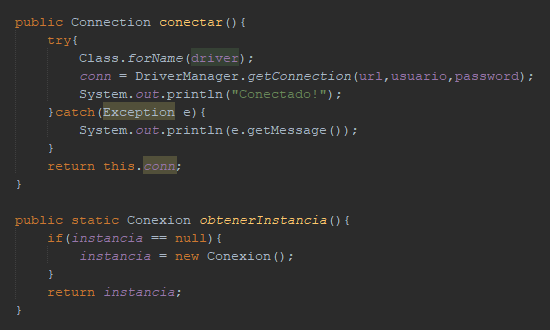 public Connection conectar(){
    try{
        Class.forName(driver);
        conn = DriverManager.getConnection(url,usuario,password);
        System.out.println("Conectado!");
    }catch(Exception e){
        System.out.println(e.getMessage());
    }
    return this.conn;
}

public static Conexion obtenerInstancia(){
    if(instancia == null){
        instancia = new Conexion();
    }
    return instancia;
}